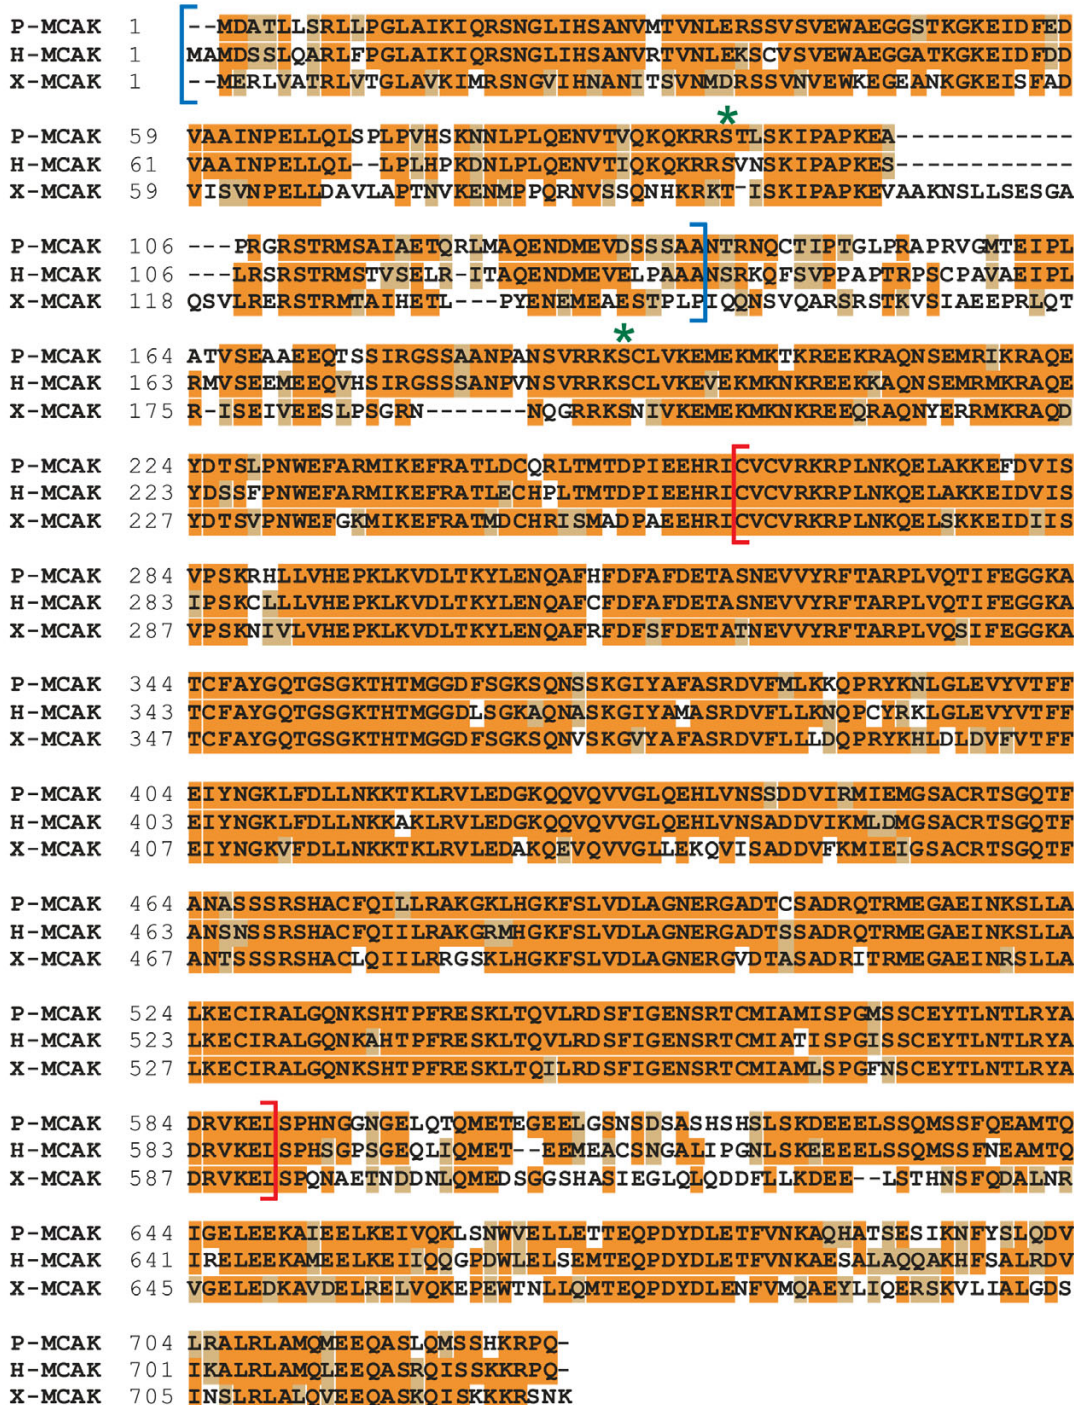 P-MCAK 1 --MDATLLSRLLPGLAIKIQRSNGLIHSANVMTVNLERSSVSVEWAEGGSTKGKEIDFED
H-MCAK 1 MAMDSSLQARLFPGLAIKIQRSNGLIHSANVRTVNLEKSCVSVEWAEGGATKGKEIDFDD
X-MCAK 1 --MERLVATRLVTGLAVKIMRSNGVIHNANITSVNMDRSSVNVEWKEGEANKGKEISFAD
*
P-MCAK 59 VAAINPELLQLSPLPVHSKNNLPLQENVTVQKQKRRSTLSKIPAPKEA------------
H-MCAK 61 VAAINPELLQL--LPLHPKDNLPLQENVTIQKQKRRSVNSKIPAPKES------------
X-MCAK 59 VISVNPELLDAVLAPTNVKENMPPQRNVSSQNHKRKT-ISKIPAPKEVAAKNSLLSESGA
P-MCAK 106 ---PRGRSTRMSAIAETQRLMAQENDMEVDSSSAANTRNQCTIPTGLPRAPRVGMTEIPL
H-MCAK 106 ---LRSRSTRMSTVSELR-ITAQENDMEVELPAAANSRKQFSVPPAPTRPSCPAVAEIPL
X-MCAK 118 QSVLRERSTRMTAIHETL---PYENEMEAESTPLPIQQNSVQARSRSTKVSIAEEPRLQT
*
P-MCAK 164 ATVSEAAEEQTSSIRGSSAANPANSVRRKSCLVKEMEKMKTKREEKRAQNSEMRIKRAQE
H-MCAK 163 RMVSEEMEEQVHSIRGSSSANPVNSVRRKSCLVKEVEKMKNKREEKKAQNSEMRMKRAQE
X-MCAK 175 R-ISEIVEESLPSGRN-------NQGRRKSNIVKEMEKMKNKREEQRAQNYERRMKRAQD
P-MCAK 224 YDTSLPNWEFARMIKEFRATLDCQRLTMTDPIEEHRICVCVRKRPLNKQELAKKEFDVIS
H-MCAK 223 YDSSFPNWEFARMIKEFRATLECHPLTMTDPIEEHRICVCVRKRPLNKQELAKKEIDVIS
X-MCAK 227 YDTSVPNWEFGKMIKEFRATMDCHRISMADPAEEHRICVCVRKRPLNKQELSKKEIDIIS
P-MCAK 284 VPSKRHLLVHEPKLKVDLTKYLENQAFHFDFAFDETASNEVVYRFTARPLVQTIFEGGKA
H-MCAK 283 IPSKCLLLVHEPKLKVDLTKYLENQAFCFDFAFDETASNEVVYRFTARPLVQTIFEGGKA
X-MCAK 287 VPSKNIVLVHEPKLKVDLTKYLENQAFRFDFSFDETATNEVVYRFTARPLVQSIFEGGKA
P-MCAK 344 TCFAYGQTGSGKTHTMGGDFSGKSQNSSKGIYAFASRDVFMLKKQPRYKNLGLEVYVTFF
H-MCAK 343 TCFAYGQTGSGKTHTMGGDLSGKAQNASKGIYAMASRDVFLLKNQPCYRKLGLEVYVTFF
X-MCAK 347 TCFAYGQTGSGKTHTMGGDFSGKSQNVSKGVYAFASRDVFLLLDQPRYKHLDLDVFVTFF
P-MCAK 404 EIYNGKLFDLLNKKTKLRVLEDGKQQVQVVGLQEHLVNSSDDVIRMIEMGSACRTSGQTF
H-MCAK 403 EIYNGKLFDLLNKKAKLRVLEDGKQQVQVVGLQEHLVNSADDVIKMLDMGSACRTSGQTF
X-MCAK 407 EIYNGKVFDLLNKKTKLRVLEDAKQEVQVVGLLEKQVISADDVFKMIEIGSACRTSGQTF
P-MCAK 464 ANASSSRSHACFQILLRAKGKLHGKFSLVDLAGNERGADTCSADRQTRMEGAEINKSLLA
H-MCAK 463 ANSNSSRSHACFQIILRAKGRMHGKFSLVDLAGNERGADTSSADRQTRMEGAEINKSLLA
X-MCAK 467 ANTSSSRSHACLQIILRRGSKLHGKFSLVDLAGNERGVDTASADRITRMEGAEINRSLLA
P-MCAK 524 LKECIRALGQNKSHTPFRESKLTQVLRDSFIGENSRTCMIAMISPGMSSCEYTLNTLRYA
H-MCAK 523 LKECIRALGQNKAHTPFRESKLTQVLRDSFIGENSRTCMIATISPGISSCEYTLNTLRYA
X-MCAK 527 LKECIRALGQNKSHTPFRESKLTQILRDSFIGENSRTCMIAMLSPGFNSCEYTLNTLRYA
P-MCAK 584 DRVKELSPHNGGNGELQTQMETEGEELGSNSDSASHSHSLSKDEEELSSQMSSFQEAMTQ
H-MCAK 583 DRVKELSPHSGPSGEQLIQMET--EEMEACSNGALIPGNLSKEEEELSSQMSSFNEAMTQ
X-MCAK 587 DRVKELSPQNAETNDDNLQMEDSGGSHASIEGLQLQDDFLLKDEE--LSTHNSFQDALNR
P-MCAK 644 IGELEEKAIEELKEIVQKLSNWVELLETTEQPDYDLETFVNKAQHATSESIKNFYSLQDV
H-MCAK 641 IRELEEKAMEELKEIIQQGPDWLELSEMTEQPDYDLETFVNKAESALAQQAKHFSALRDV
X-MCAK 645 VGELEDKAVDELRELVQKEPEWTNLLQMTEQPDYDLENFVMQAEYLIQERSKVLIALGDS
P-MCAK 704 LRALRLAMQMEEQASLQMSSHKRPQ-
H-MCAK 701 IKALRLAMQLEEQASRQISSKKRPQ-
X-MCAK 705 INSLRLALQVEEQASKQISKKKRSNK